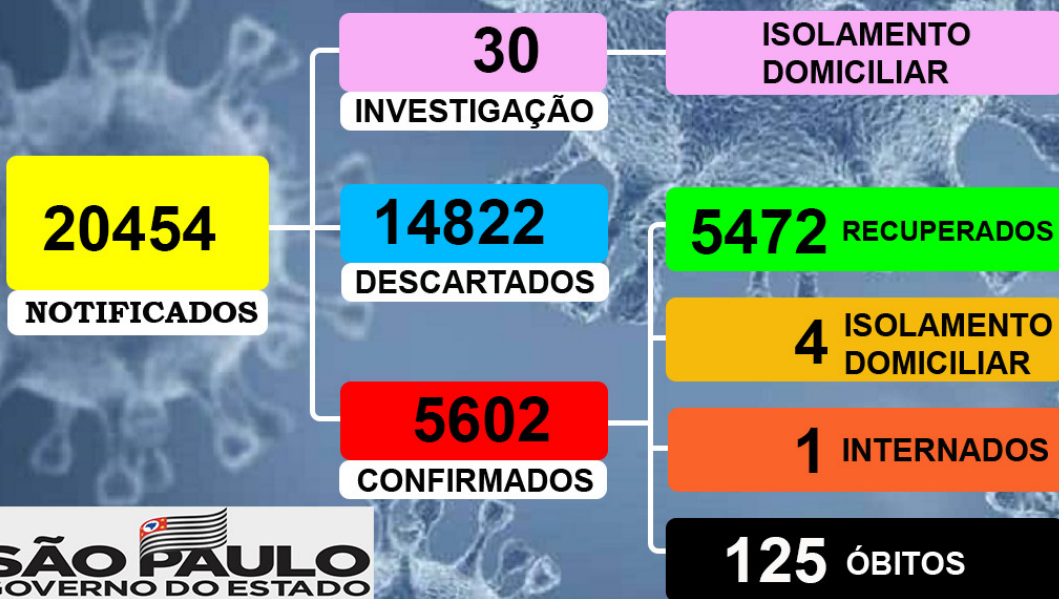 30
INVESTIGAÇÃO
ISOLAMENTO
DOMICILIAR
20454
NOTIFICADOS
14822
DESCARTADOS
5602
CONFIRMADOS
5472 RECUPERADOS
4 ISOLAMENTO
DOMICILIAR
1 INTERNADOS
125 ÓBITOS
SÃO PAULO
GOVERNO DO ESTADO